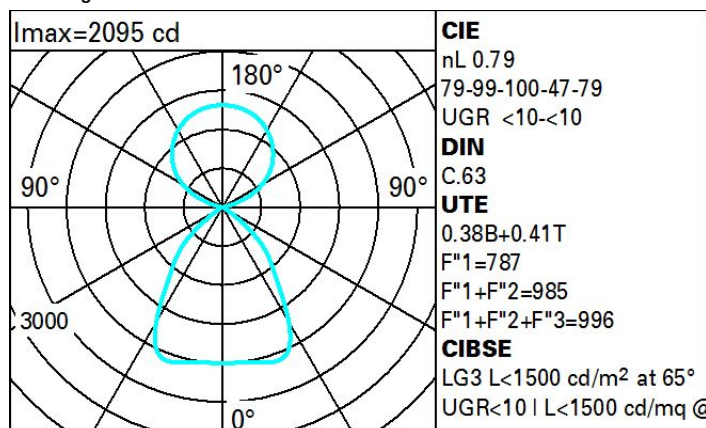 Imax=2095 cd
180°
90°
90°
3000
0°
CIE
nL 0.79
79-99-100-47-79
UGR <10-<10
DIN
C.63
UTE
0.38B+0.41T
F"1=787
F"1+F"2=985
F"1+F"2+F"3=996
CIBSE
LG3 L<1500 cd/m² at 65°
UGR<10 | L<1500 cd/mq @